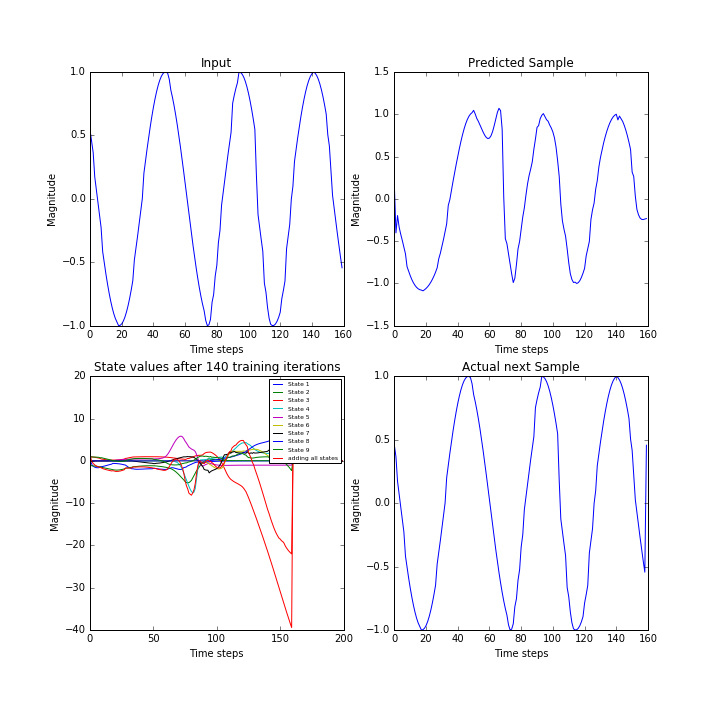 Input
Magnitude
1.0
0.5
0.0
−0.5
−1.0
0 20 40 60 80 100 120 140 160
Time steps
Predicted Sample
Magnitude
1.5
1.0
0.5
0.0
−0.5
−1.0
−1.5
0 20 40 60 80 100 120 140 160
Time steps
State values after 140 training iterations
Magnitude
20
10
0
−10
−20
−30
−40
0 50 100 150 200
Time steps
State 1
State 2
State 3
State 4
State 5
State 6
State 7
State 8
State 9
adding all states
Actual next Sample
Magnitude
1.0
0.5
0.0
−0.5
−1.0
0 20 40 60 80 100 120 140 160
Time steps